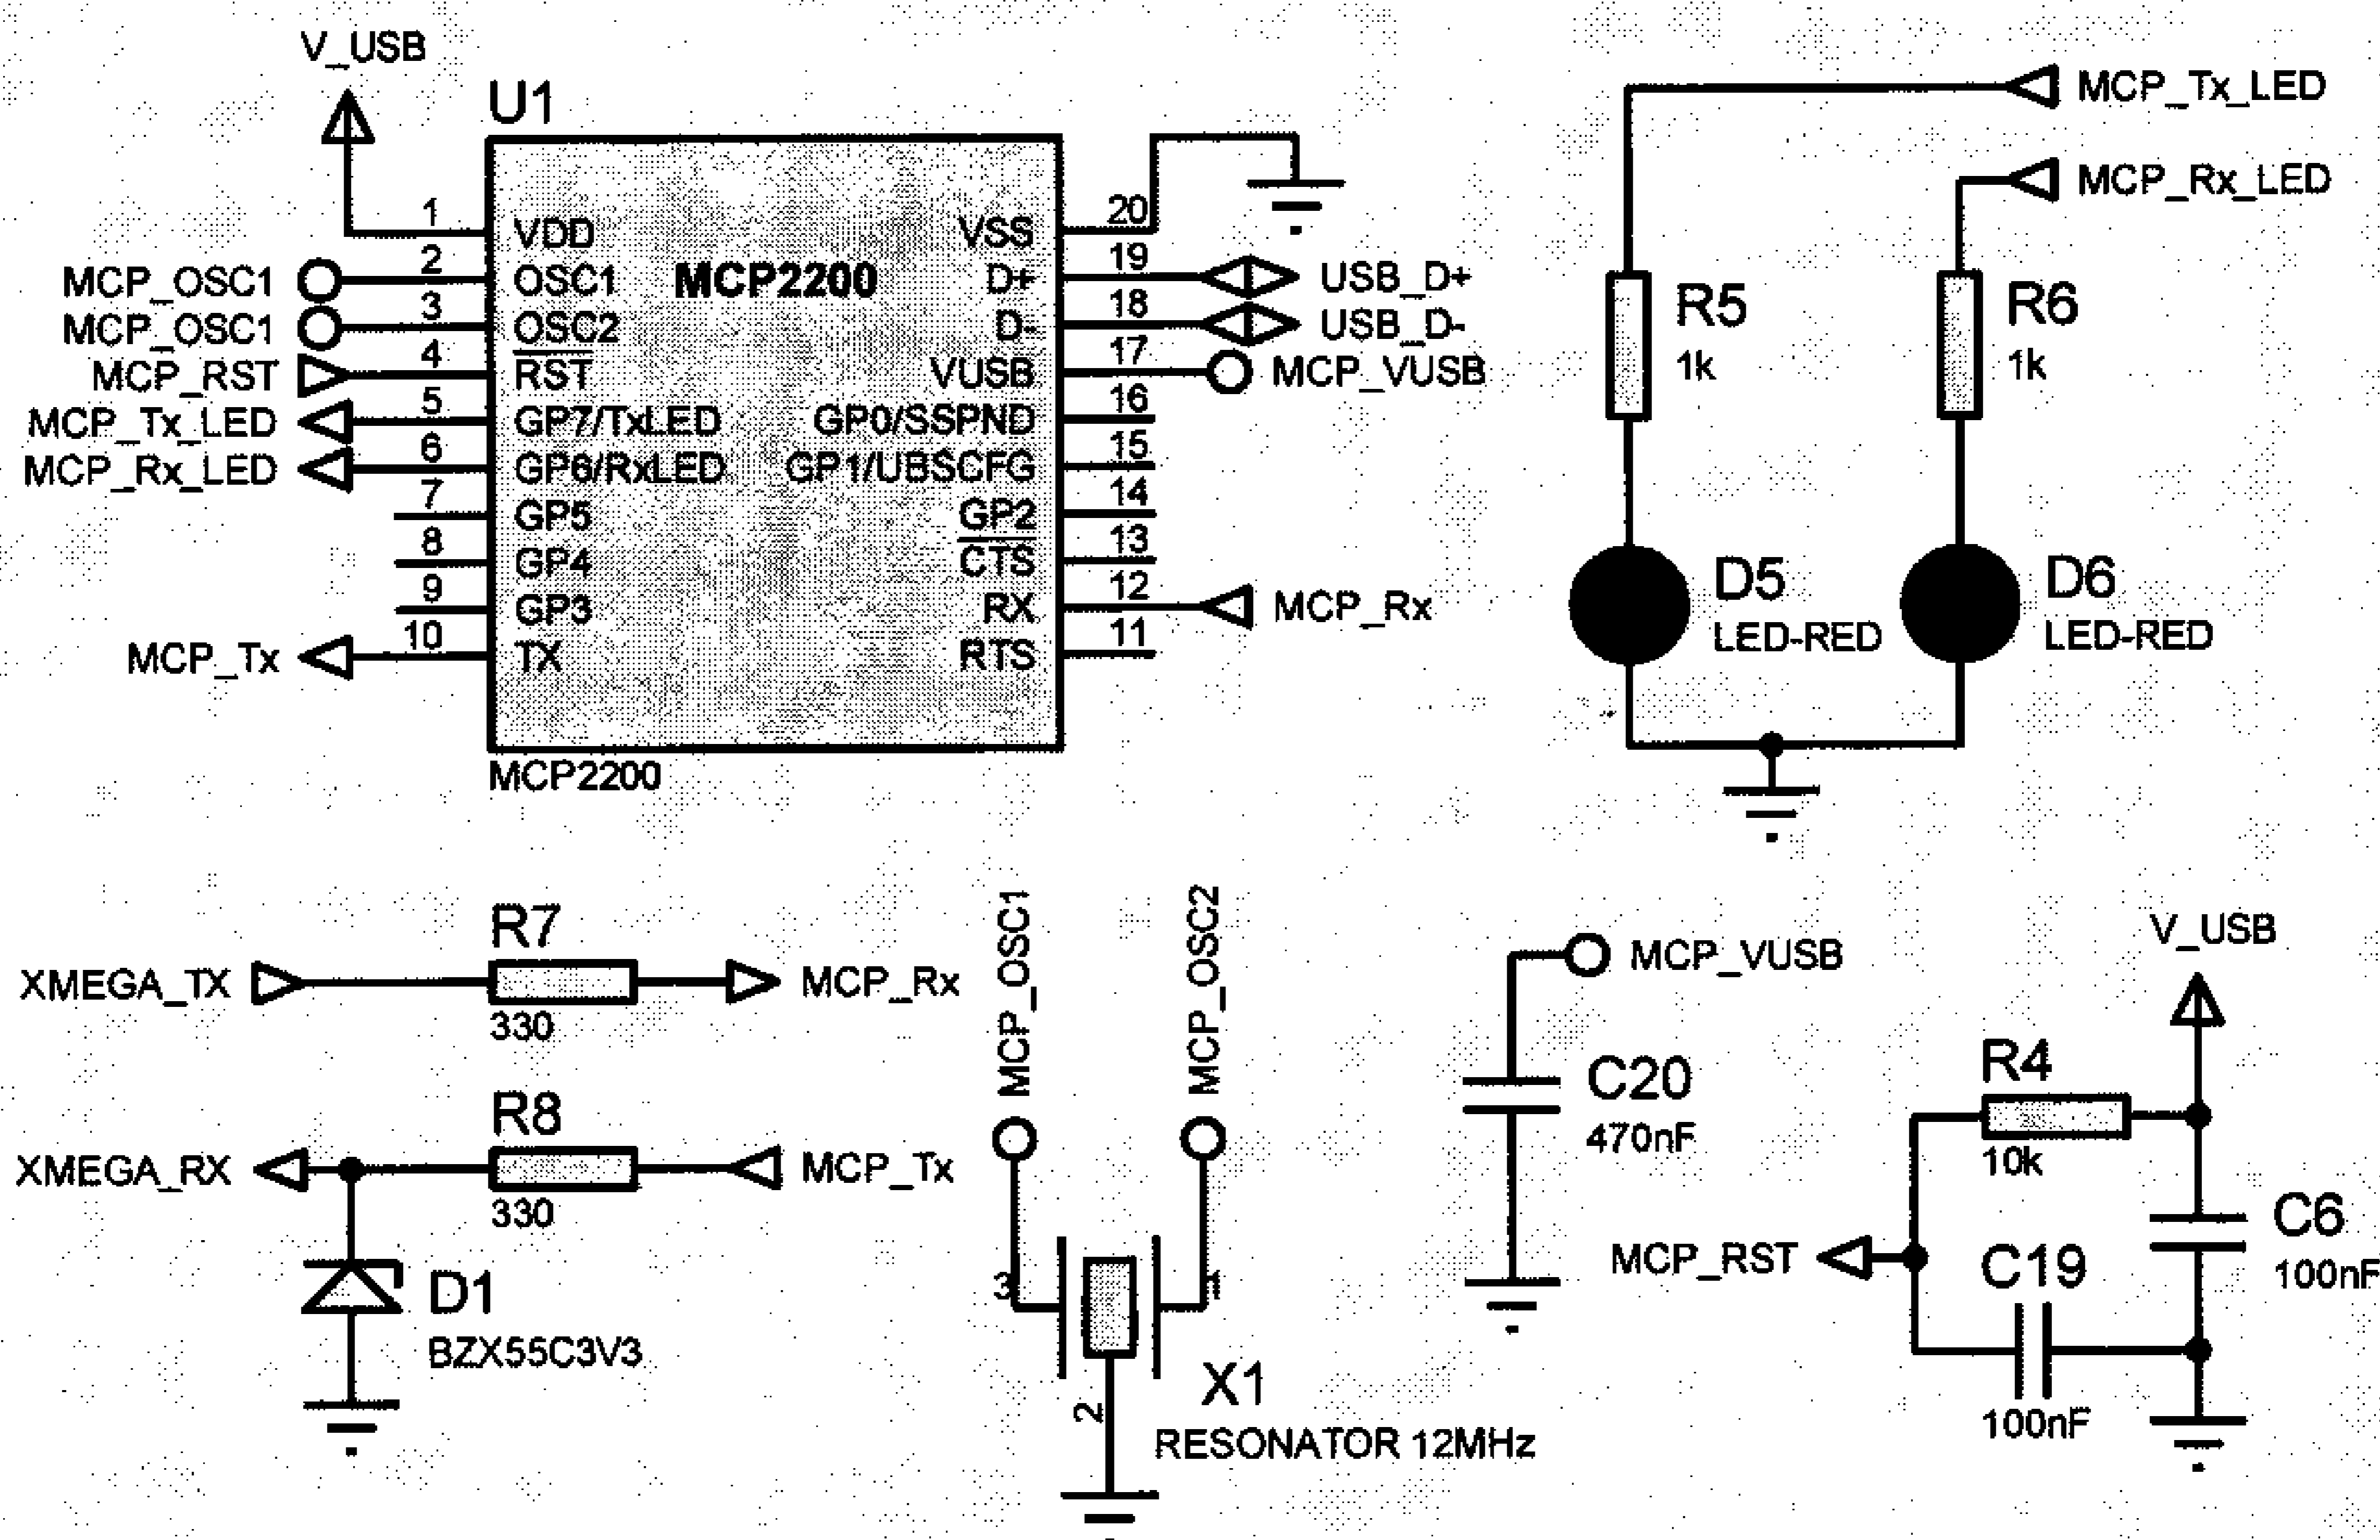 V_USB
U1
MCP2200
1 VDD
MCP_OSC1 2 OSC1
MCP_OSC1 3 OSC2
MCP_RST 4 RST
MCP_Tx_LED 5 GP7/TxLED
MCP_Rx_LED 6 GP6/RxLED
7 GP5
8 GP4
9 GP3
MCP_Tx 10 TX
VSS 20
D+ 19 USB_D+
D- 18 USB_D-
VUSB 17 MCP_VUSB
GP0/SSPND 16
GP1/UBSCFG 15
GP2 14
CTS 13
RX 12 MCP_Rx
RTS 11
MCP2200
MCP_Tx_LED
MCP_Rx_LED
R5
1k
R6
1k
D5
LED-RED
D6
LED-RED
R7
XMEGA_TX MCP_Rx
330
R8
XMEGA_RX MCP_Tx
330
D1
BZX55C3V3
MCP_OSC1
MCP_OSC2
3
1
2
X1
RESONATOR 12MHz
MCP_VUSB
C20
470nF
V_USB
R4
10k
MCP_RST
C19
100nF
C6
100nF